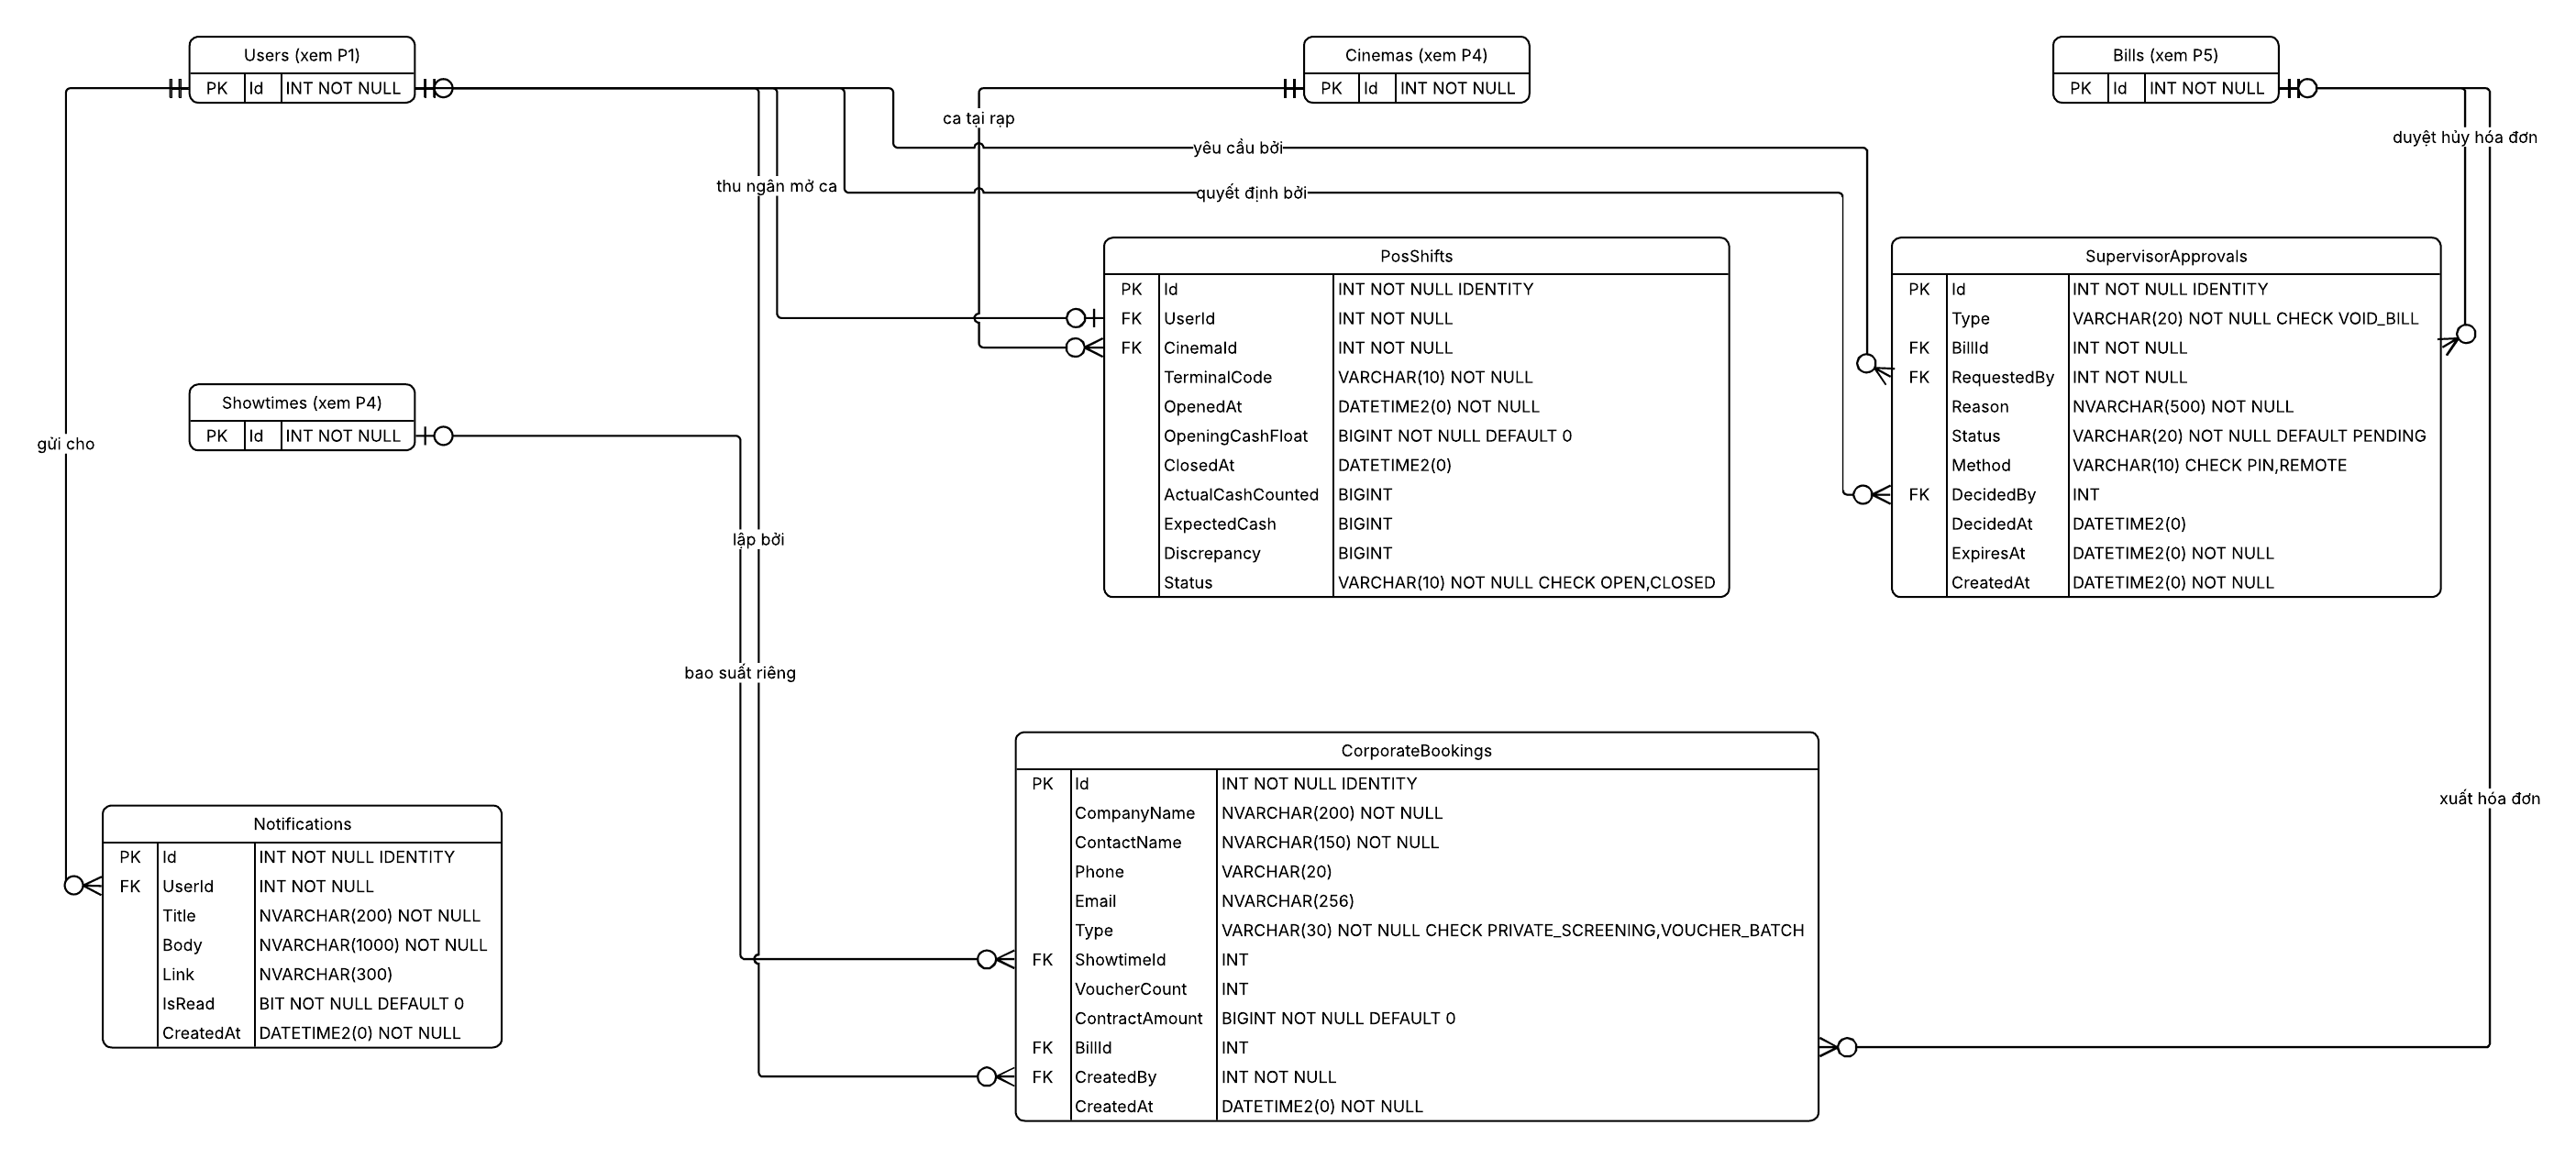 Users (xem P1)
PK Id INT NOT NULL
Cinemas (xem P4)
PK Id INT NOT NULL
Bills (xem P5)
PK Id INT NOT NULL
ca tại rạp
yêu cầu bởi
duyệt hủy hóa đơn
thu ngân mở ca
quyết định bởi
PosShifts
PK Id INT NOT NULL IDENTITY
FK UserId INT NOT NULL
FK CinemaId INT NOT NULL
TerminalCode VARCHAR(10) NOT NULL
OpenedAt DATETIME2(0) NOT NULL
OpeningCashFloat BIGINT NOT NULL DEFAULT 0
ClosedAt DATETIME2(0)
ActualCashCounted BIGINT
ExpectedCash BIGINT
Discrepancy BIGINT
Status VARCHAR(10) NOT NULL CHECK OPEN,CLOSED
SupervisorApprovals
PK Id INT NOT NULL IDENTITY
Type VARCHAR(20) NOT NULL CHECK VOID_BILL
FK BillId INT NOT NULL
FK RequestedBy INT NOT NULL
Reason NVARCHAR(500) NOT NULL
Status VARCHAR(20) NOT NULL DEFAULT PENDING
Method VARCHAR(10) CHECK PIN,REMOTE
FK DecidedBy INT
DecidedAt DATETIME2(0)
ExpiresAt DATETIME2(0) NOT NULL
CreatedAt DATETIME2(0) NOT NULL
Showtimes (xem P4)
PK Id INT NOT NULL
gửi cho
lập bởi
bao suất riêng
xuất hóa đơn
Notifications
PK Id INT NOT NULL IDENTITY
FK UserId INT NOT NULL
Title NVARCHAR(200) NOT NULL
Body NVARCHAR(1000) NOT NULL
Link NVARCHAR(300)
IsRead BIT NOT NULL DEFAULT 0
CreatedAt DATETIME2(0) NOT NULL
CorporateBookings
PK Id INT NOT NULL IDENTITY
CompanyName NVARCHAR(200) NOT NULL
ContactName NVARCHAR(150) NOT NULL
Phone VARCHAR(20)
Email NVARCHAR(256)
Type VARCHAR(30) NOT NULL CHECK PRIVATE_SCREENING,VOUCHER_BATCH
FK ShowtimeId INT
VoucherCount INT
ContractAmount BIGINT NOT NULL DEFAULT 0
FK BillId INT
FK CreatedBy INT NOT NULL
CreatedAt DATETIME2(0) NOT NULL